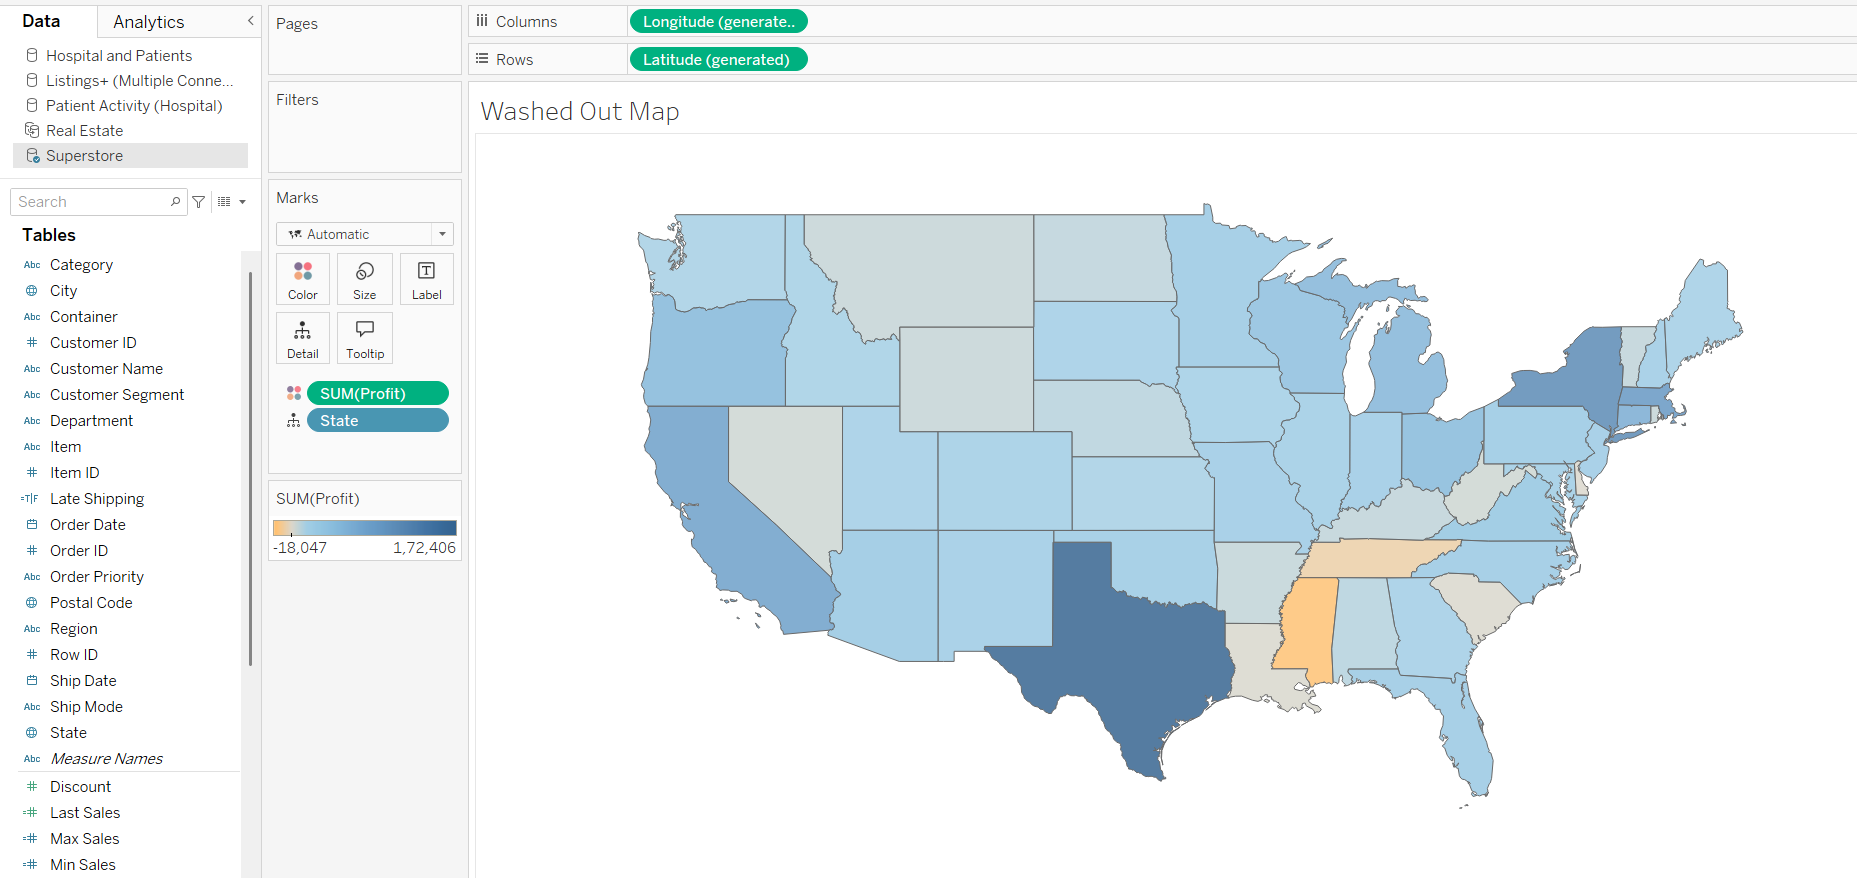 Data
Analytics
Hospital and Patients
Listings+ (Multiple Conne...
Patient Activity (Hospital)
Real Estate
Superstore
Search
Tables
Abc Category
City
Abc Container
# Customer ID
Abc Customer Name
Abc Customer Segment
Abc Department
Abc Item
# Item ID
=T|F Late Shipping
Order Date
# Order ID
Abc Order Priority
Postal Code
Abc Region
# Row ID
Ship Date
Abc Ship Mode
State
Abc Measure Names
# Discount
=# Last Sales
=# Max Sales
=# Min Sales
Pages
Filters
Marks
Automatic
Color
Size
T
Label
Detail
Tooltip
SUM(Profit)
State
SUM(Profit)
-18,047
1,72,406
Columns
Longitude (generate..
Rows
Latitude (generated)
Washed Out Map